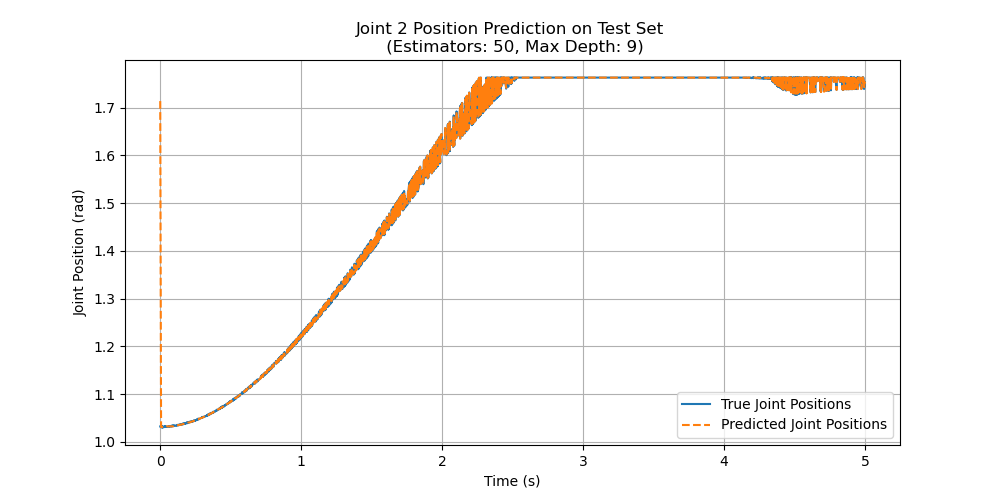 Joint 2 Position Prediction on Test Set
(Estimators: 50, Max Depth: 9)
Joint Position (rad)
1.7
1.6
1.5
1.4
1.3
1.2
1.1
1.0
True Joint Positions
Predicted Joint Positions
0 1 2 3 4 5
Time (s)